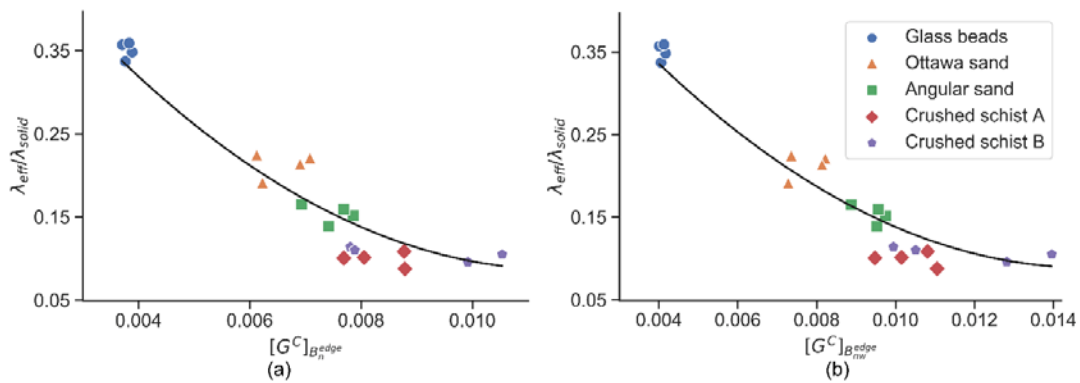 (a)
0.35
0.25
0.15
0.05
λeff/λsolid
0.004
0.006
0.008
0.010
[G^C]_{B_n^{edge}}
(a)
(b)
0.35
0.25
0.15
0.05
λeff/λsolid
0.004
0.006
0.008
0.010
0.012
0.014
[G^C]_{B_{nw}^{edge}}
(b)
Glass beads
Ottawa sand
Angular sand
Crushed schist A
Crushed schist B